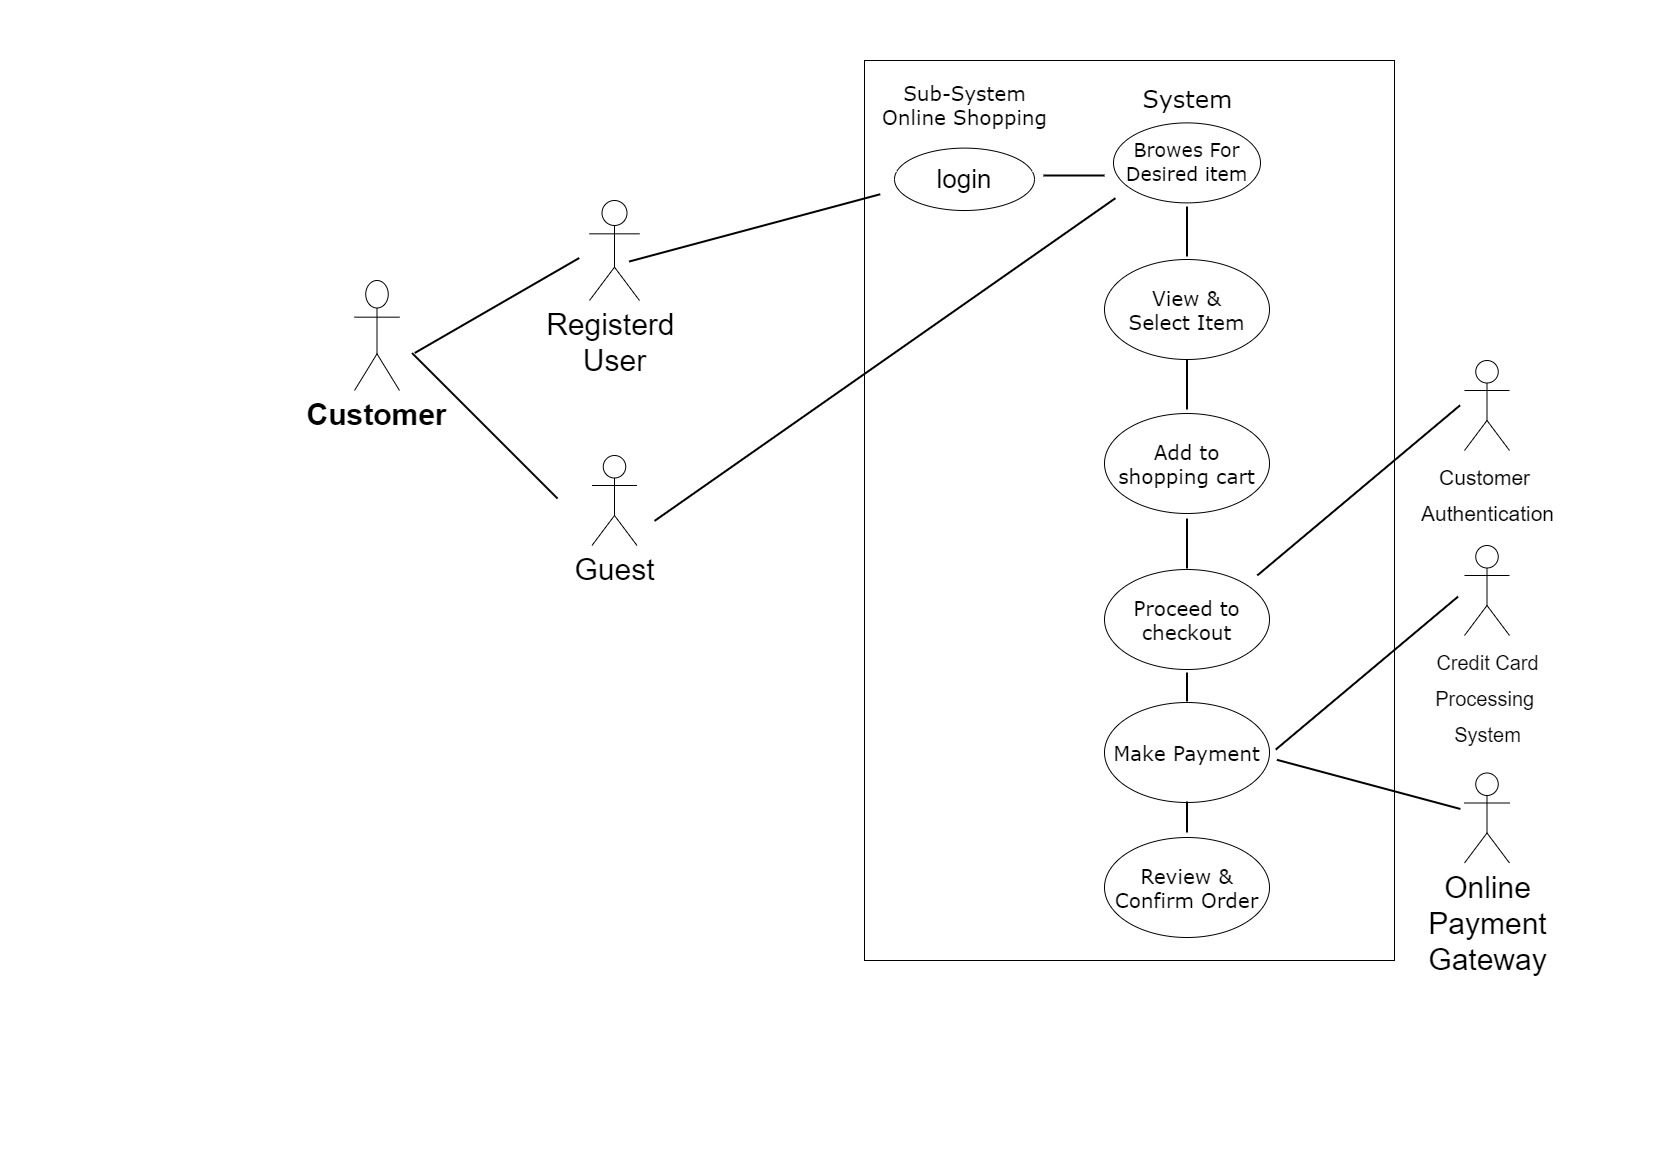 Sub-System
Online Shopping
System
login
Browes For
Desired item
Registerd
User
View &
Select Item
Customer
Add to
shopping cart
Customer
Authentication
Guest
Proceed to
checkout
Credit Card
Processing
System
Make Payment
Review &
Confirm Order
Online
Payment
Gateway